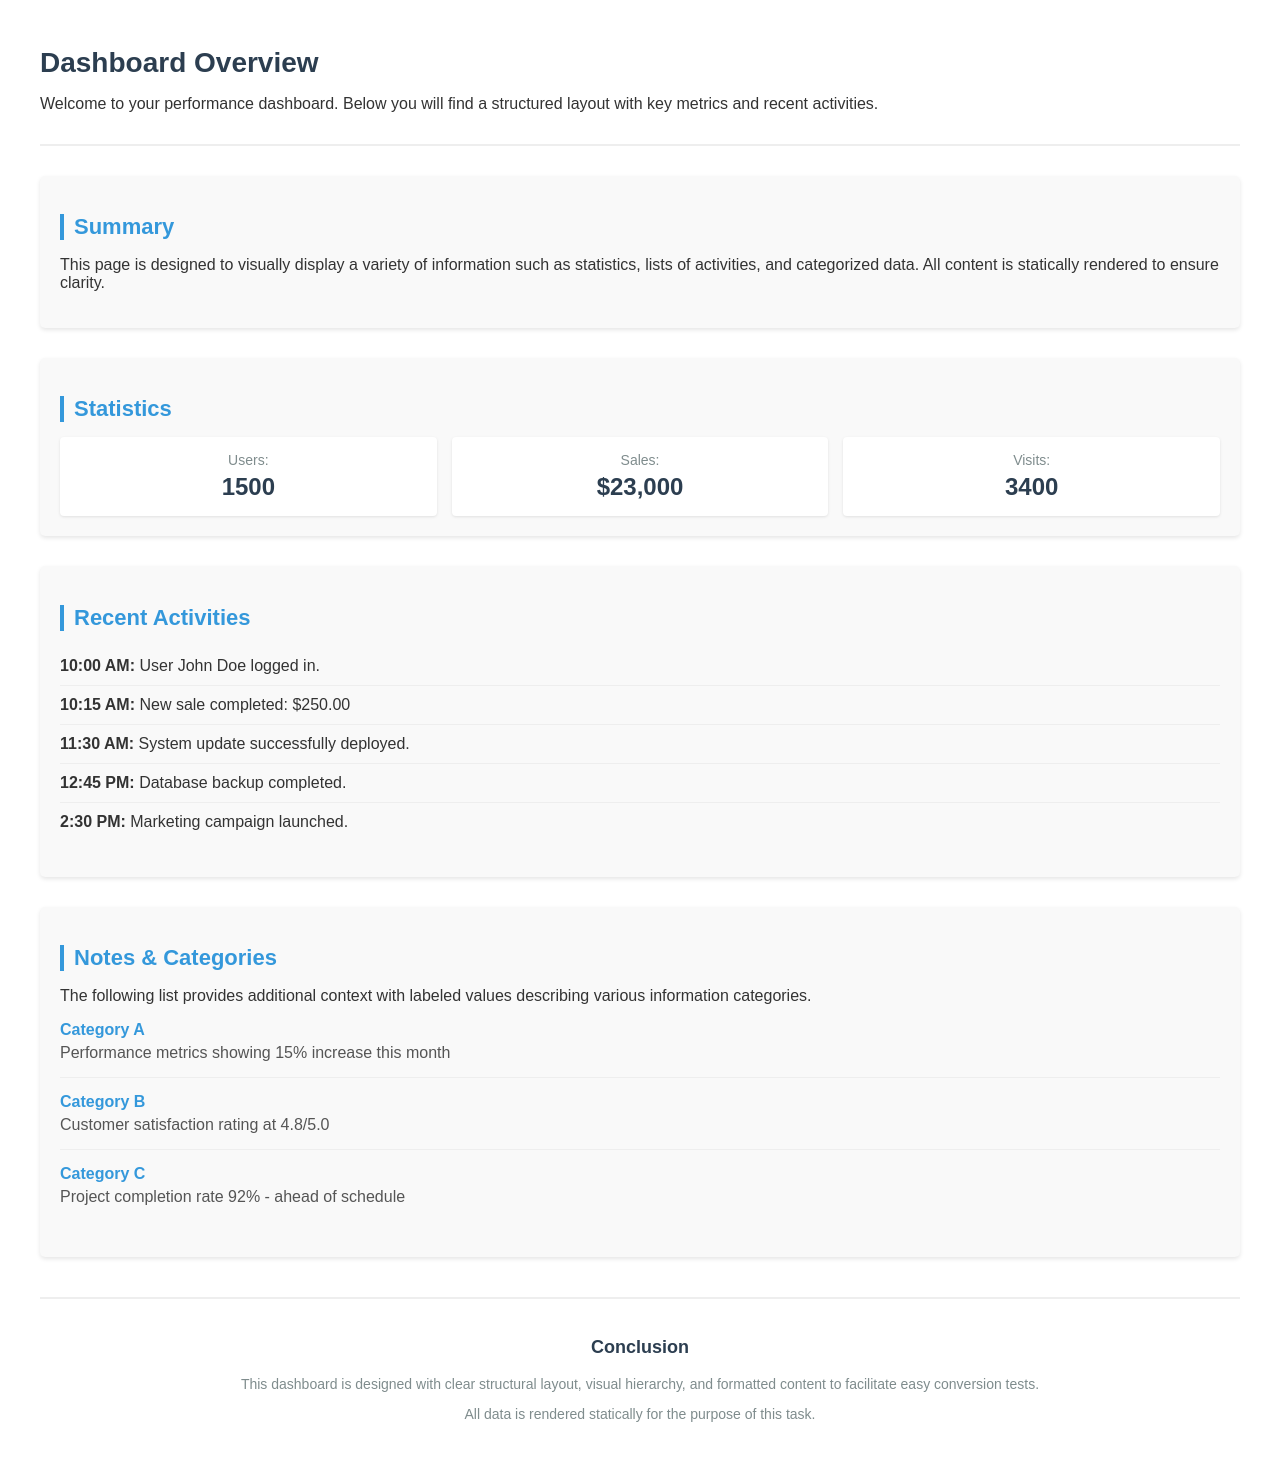 Dashboard Overview
Welcome to your performance dashboard. Below you will find a structured layout with key metrics and recent activities.
Summary
This page is designed to visually display a variety of information such as statistics, lists of activities, and categorized data. All content is statically rendered to ensure
clarity.
Statistics
Users:
1500
Sales:
$23,000
Visits:
3400
Recent Activities
10:00 AM: User John Doe logged in.
10:15 AM: New sale completed: $250.00
11:30 AM: System update successfully deployed.
12:45 PM: Database backup completed.
2:30 PM: Marketing campaign launched.
Notes & Categories
The following list provides additional context with labeled values describing various information categories.
Category A
Performance metrics showing 15% increase this month
Category B
Customer satisfaction rating at 4.8/5.0
Category C
Project completion rate 92% - ahead of schedule
Conclusion
This dashboard is designed with clear structural layout, visual hierarchy, and formatted content to facilitate easy conversion tests.
All data is rendered statically for the purpose of this task.